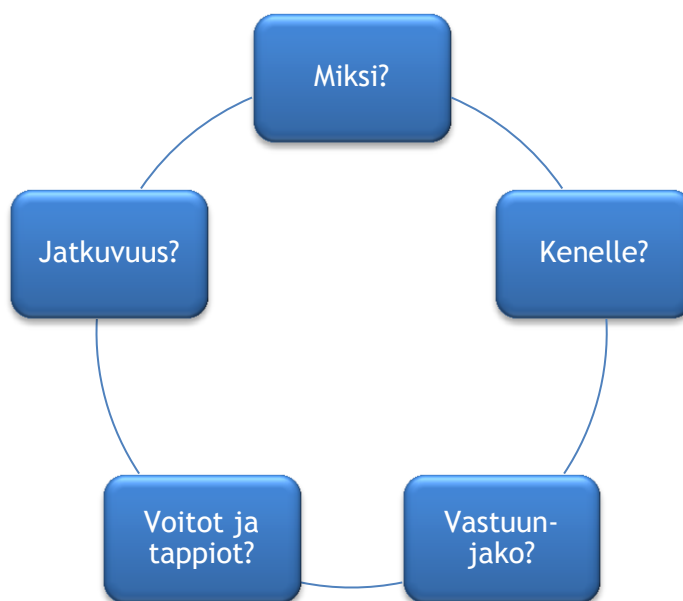 Miksi?
Kenelle?
Vastuun-
jako?
Voitot ja
tappiot?
Jatkuvuus?